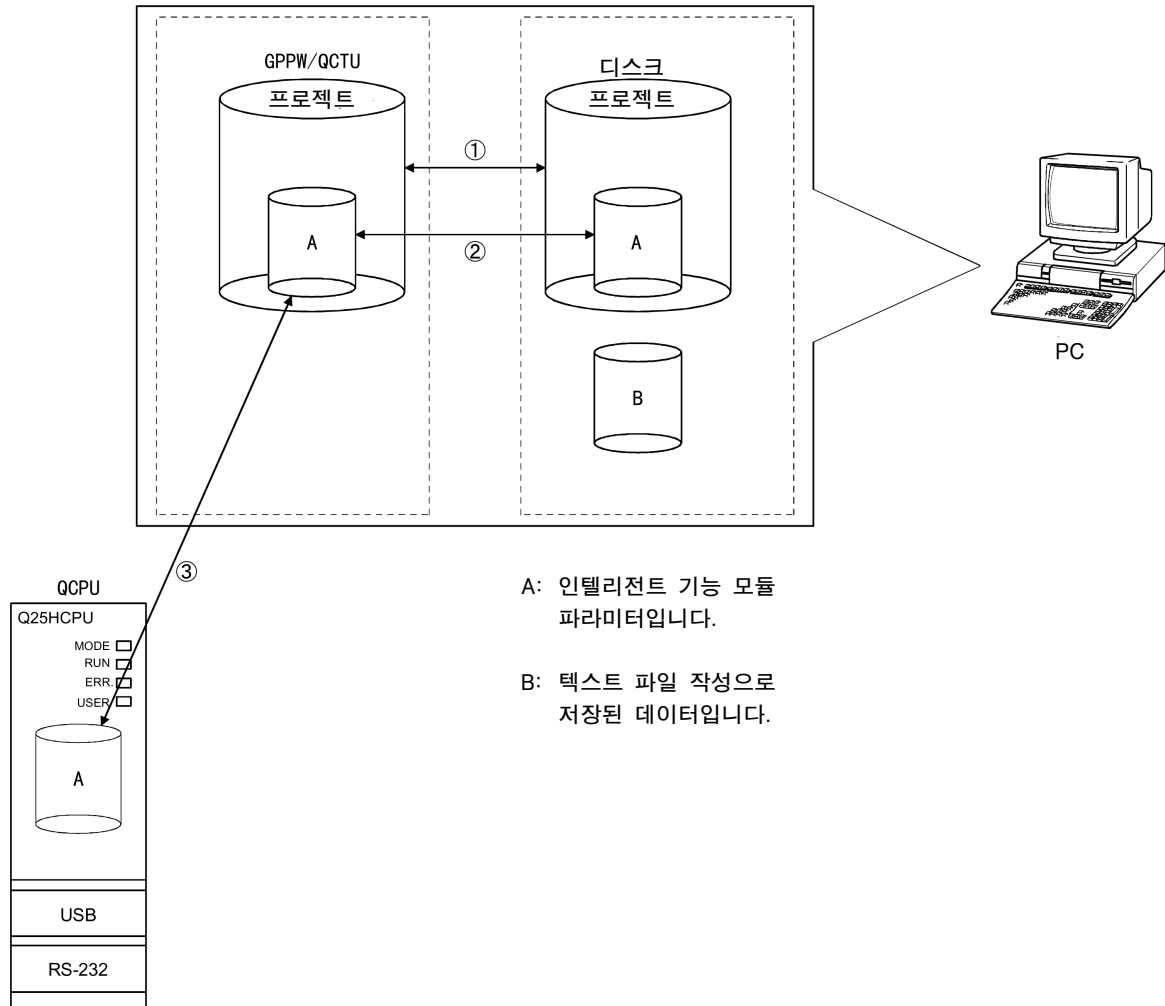 GPPW/QCTU
프로젝트
디스크
프로젝트
①
A
②
A
B
PC
③
QCPU
Q25HCPU
MODE
RUN
ERR.
USER
A
USB
RS-232
A: 인텔리전트 기능 모듈
파라미터입니다.
B: 텍스트 파일 작성으로
저장된 데이터입니다.